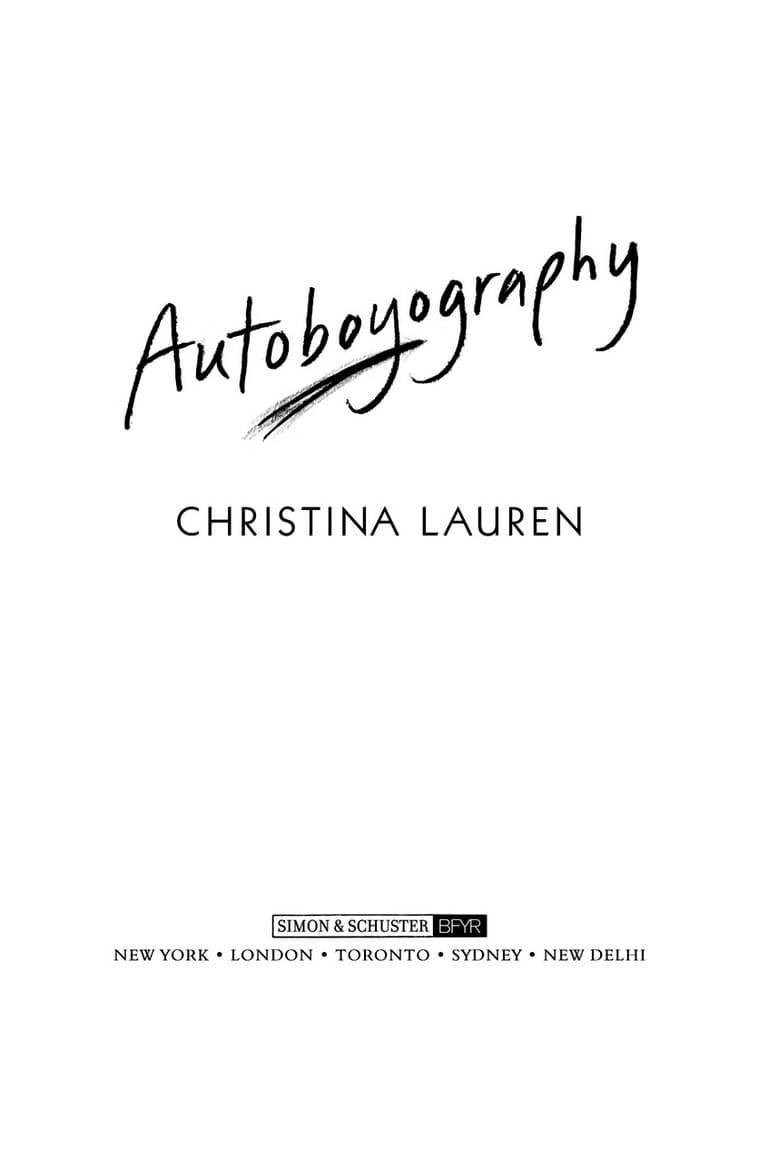 Autoboyography
CHRISTINA LAUREN
SIMON & SCHUSTER BFYR
NEW YORK • LONDON • TORONTO • SYDNEY • NEW DELHI